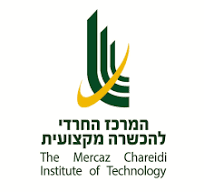 המרכז החרדי
להכשרה מקצועית
The Mercaz Chareidi
Institute of Technology